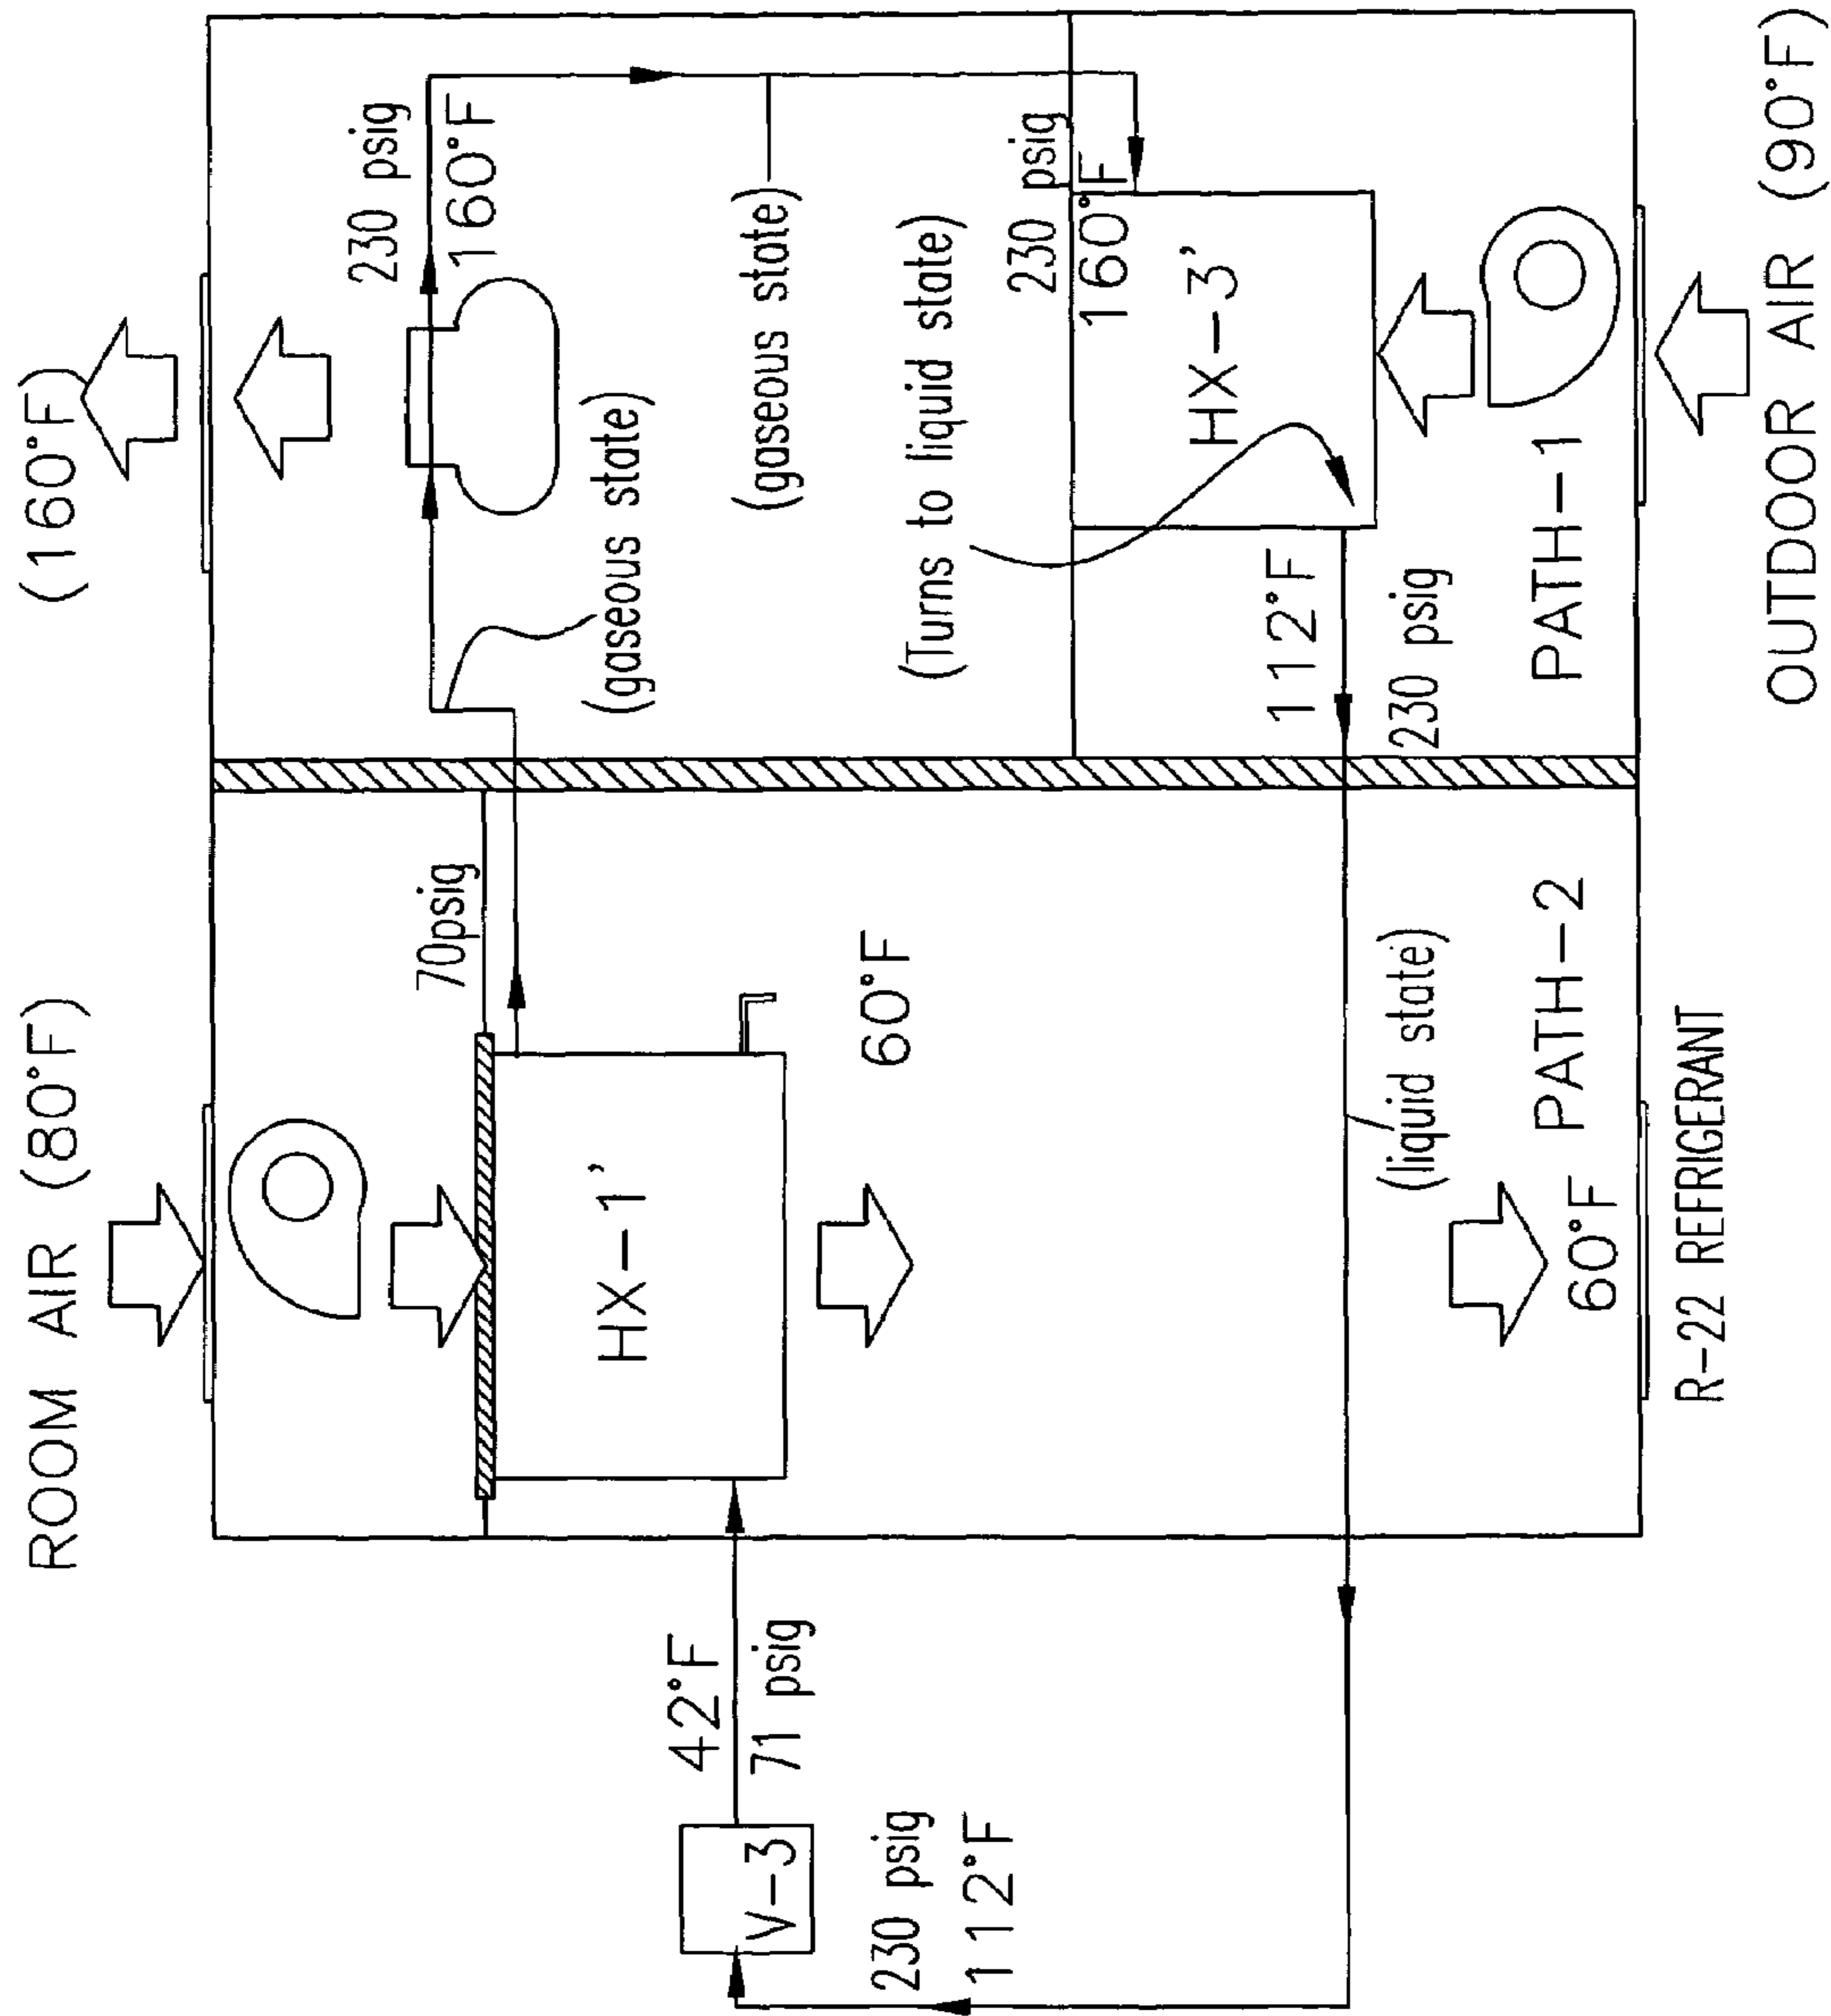 ROOM AIR (80°F)
(160°F)
230 psig
160°F
70psig
(gaseous state)
HX-1'
42°F
71 psig
V-3
60°F
(gaseous state)
230 psig
112°F
(Turns to liquid state)
230 psig
160°F
HX-3'
112°F
230 psig
(liquid state)
60°F
PATH-2
PATH-1
R-22 REFRIGERANT
OUTDOOR AIR (90°F)